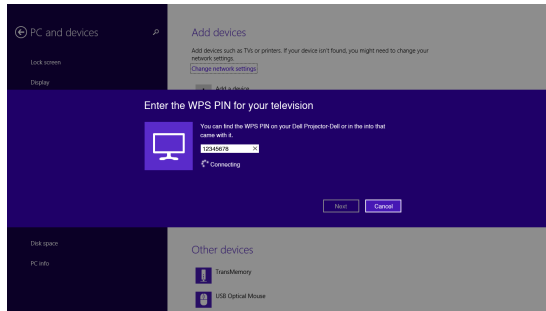 PC and devices
Lock screen
Display
Add devices
Add devices such as TVs or printers. If your device isn't found, you might need to change your
network settings.
Change network settings
Add a device
Enter the WPS PIN for your television
You can find the WPS PIN on your Dell Projector-Dell or in the into that
came with it.
12345678
Connecting
Next
Cancel
Disk space
PC info
Other devices
TransMemory
USB Optical Mouse